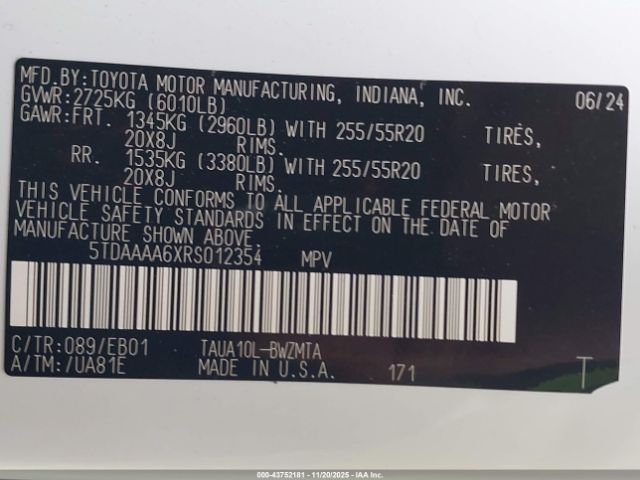 MFD.BY:TOYOTA MOTOR MANUFACTURING, INDIANA, INC. 06/24
GVWR:2725KG (6010LB)
GAWR:FRT. 1345KG (2960LB) WITH 255/55R20 TIRES,
20X8J RIMS.
RR. 1535KG (3380LB) WITH 255/55R20 TIRES,
20X8J RIMS.
THIS VEHICLE CONFORMS TO ALL APPLICABLE FEDERAL MOTOR
VEHICLE SAFETY STANDARDS IN EFFECT ON THE DATE OF
MANUFACTURE SHOWN ABOVE.
5TDAAAA6XRS012354 MPV
C/TR:089/EB01 TAUA10L-BWZMTA
A/TM:/UA81E MADE IN U.S.A. 171 T
000-43752181 - 11/20/2025 - IAA Inc.